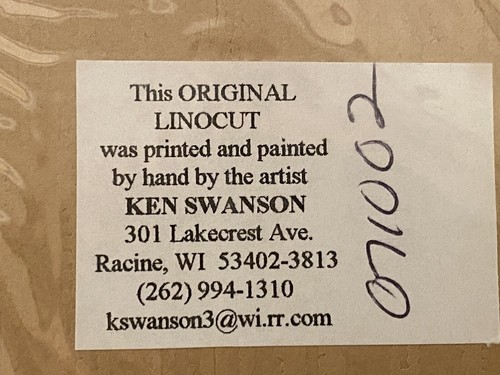 This ORIGINAL
LINOCUT
was printed and painted
by hand by the artist
KEN SWANSON
301 Lakecrest Ave.
Racine, WI 53402-3813
(262) 994-1310
kswanson3@wi.rr.com
071002